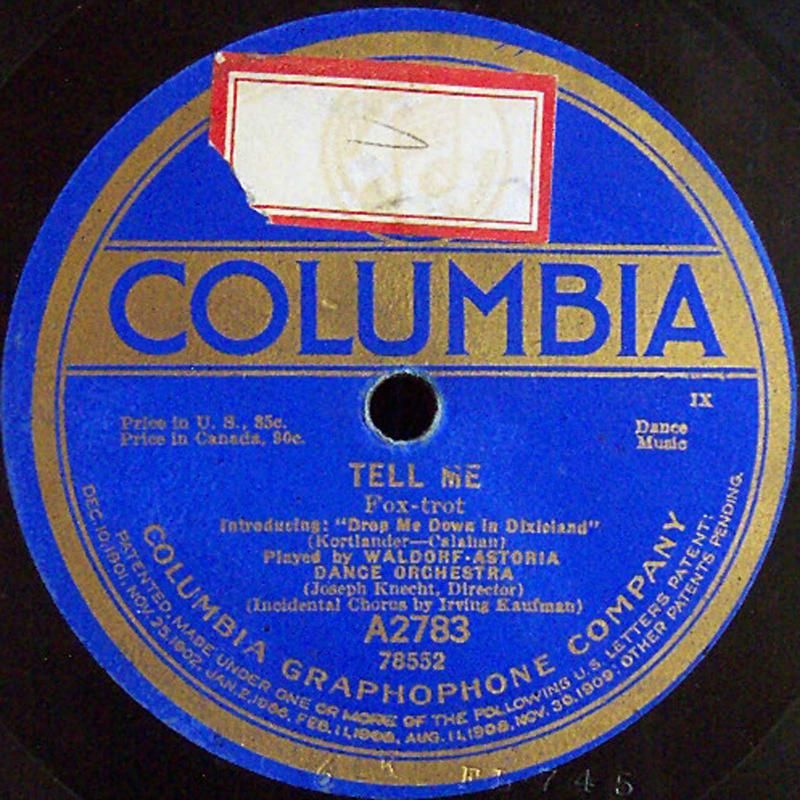 COLUMBIA
IX
Price in U. S., 85c.
Price in Canada, 90c.
Dance
Music
TELL ME
Fox-trot
Introducing: "Drop Me Down in Dixieland"
(Kortlander—Calahan)
Played by WALDORF-ASTORIA
DANCE ORCHESTRA
(Joseph Knecht, Director)
(Incidental Chorus by Irving Kaufman)
A2783
78552
COLUMBIA GRAPHOPHONE COMPANY
PATENTED, MADE UNDER ONE OR MORE OF THE FOLLOWING U.S. LETTERS PATENT:
DEC.10,1901, NOV.25,1902, JAN.2,1906, FEB.11,1908, AUG.11,1908, NOV.30,1909; OTHER PATENTS PENDING.
745